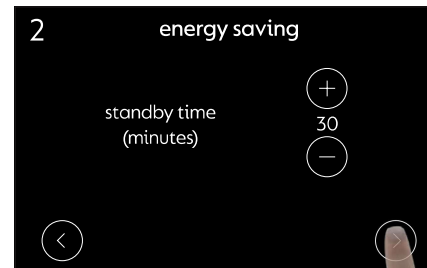 2
energy saving
standby time
(minutes)
+
30
−
<
>